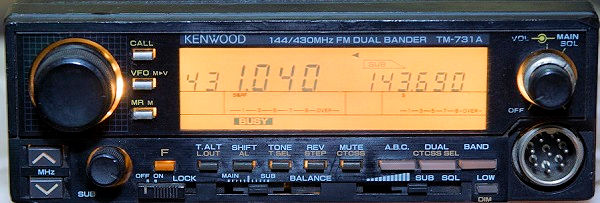 KENWOOD 144/430MHz FM DUAL BANDER TM-731A
CALL
VFO M▸V
MR M
431.040 143.690
SUB
BUSY
VOL MAIN SQL
OFF
MHz
SUB
F
T.ALT SHIFT TONE REV MUTE A.B.C. DUAL BAND
L.OUT AL T.SEL STEP CTCSS CTCSS SEL
OFF ON LOCK MAIN SUB BALANCE SUB SQL LOW
DIM